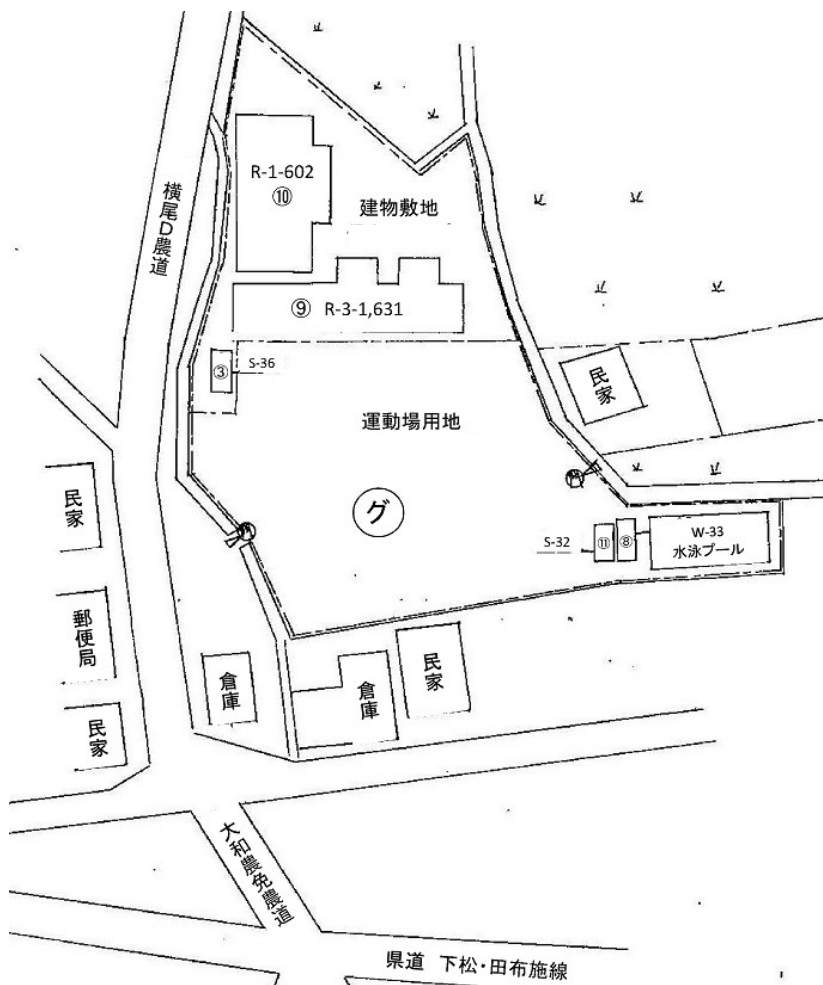 R-1-602
⑩
建物敷地
横尾D農道
⑨ R-3-1,631
③
S-36
民家
運動場用地
門
民家
グ
門
S-32
⑪
⑧
W-33
水泳プール
郵便局
倉庫
倉庫
民家
民家
大和農免農道
県道 下松・田布施線